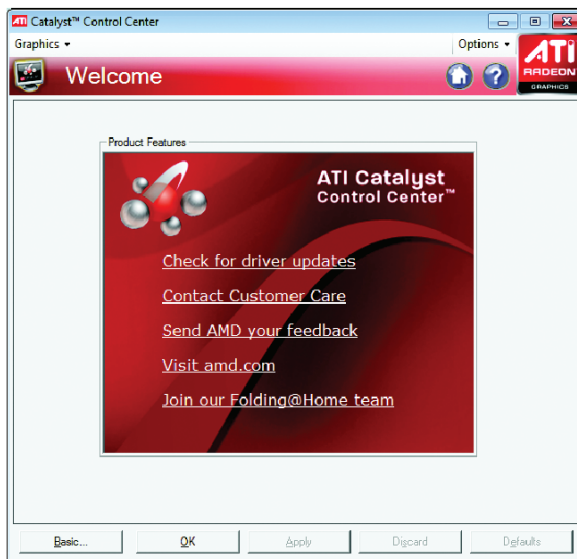 ATI Catalyst™ Control Center
Graphics
Options
ATI
RADEON
GRAPHICS
Welcome
Product Features
ATI Catalyst
Control Center™
Check for driver updates
Contact Customer Care
Send AMD your feedback
Visit amd.com
Join our Folding@Home team
Basic...
OK
Apply
Discard
Defaults